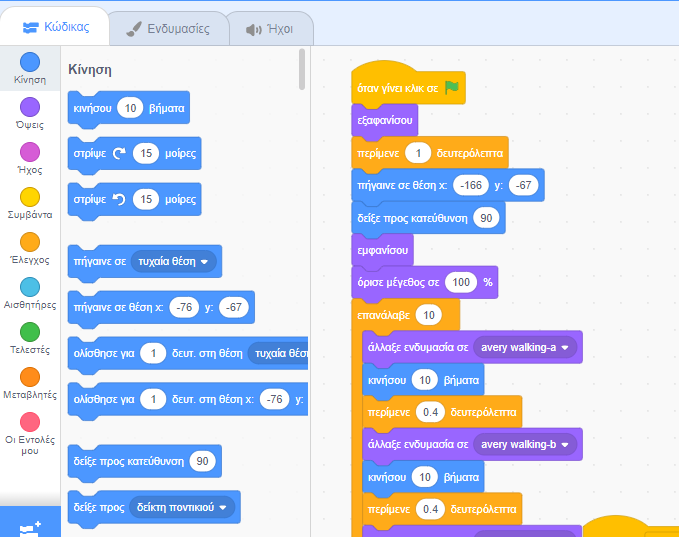 Κώδικας
Ενδυμασίες
Ήχοι
Κίνηση
Όψεις
Ήχος
Συμβάντα
Έλεγχος
Αισθητήρες
Τελεστές
Μεταβλητές
Οι Εντολές
μου
Κίνηση
κινήσου 10 βήματα
στρίψε 15 μοίρες
στρίψε 15 μοίρες
πήγαινε σε τυχαία θέση
πήγαινε σε θέση x: -76 y: -67
ολίσθησε για 1 δευτ. στη θέση τυχαία θέσ
ολίσθησε για 1 δευτ. στη θέση x: -76 y:
δείξε προς κατεύθυνση 90
δείξε προς δείκτη ποντικιού
όταν γίνει κλικ σε
εξαφανίσου
περίμενε 1 δευτερόλεπτα
πήγαινε σε θέση x: -166 y: -67
δείξε προς κατεύθυνση 90
εμφανίσου
όρισε μέγεθος σε 100 %
επανάλαβε 10
άλλαξε ενδυμασία σε avery walking-a
κινήσου 10 βήματα
περίμενε 0.4 δευτερόλεπτα
άλλαξε ενδυμασία σε avery walking-b
κινήσου 10 βήματα
περίμενε 0.4 δευτερόλεπτα